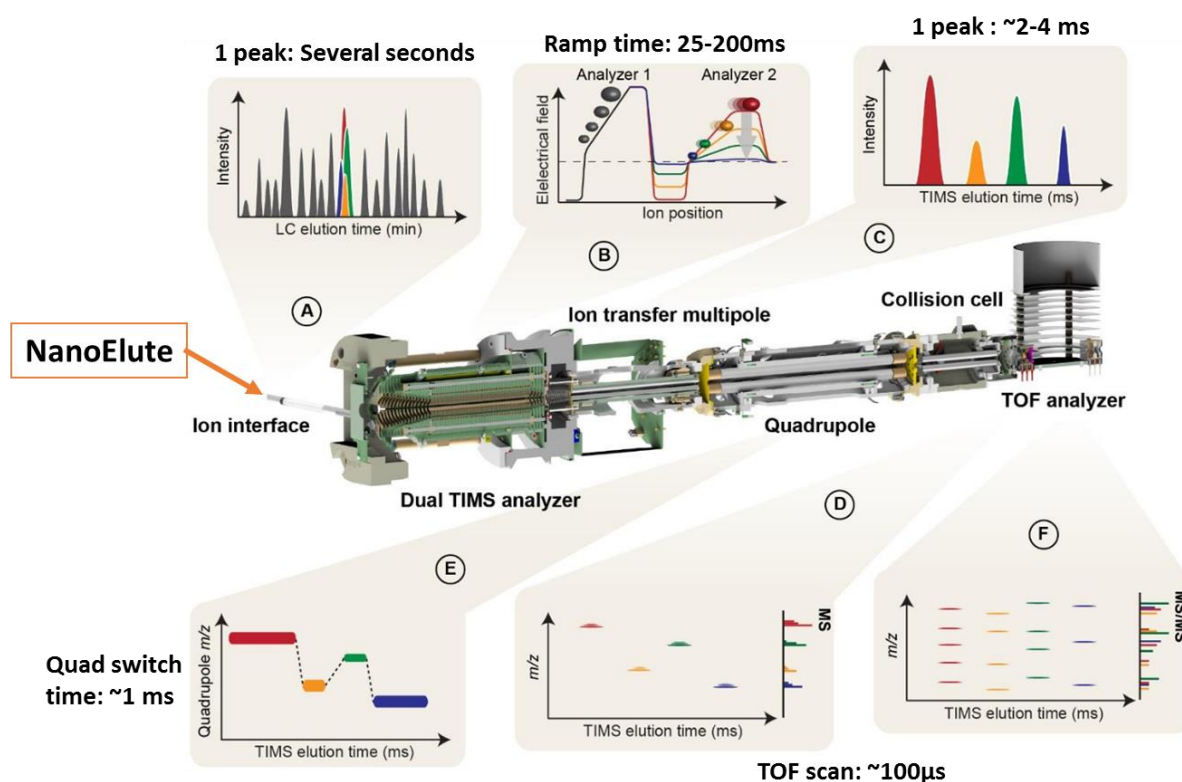 1 peak: Several seconds
Ramp time: 25-200ms
1 peak : ~2-4 ms
Intensity
LC elution time (min)
Analyzer 1
Analyzer 2
Elelectrical field
Ion position
Intensity
TIMS elution time (ms)
A
B
C
NanoElute
Ion interface
Dual TIMS analyzer
Ion transfer multipole
Quadrupole
Collision cell
TOF analyzer
E
D
F
Quad switch
time: ~1 ms
Quadrupole m/z
TIMS elution time (ms)
m/z
TIMS elution time (ms)
MS
m/z
TIMS elution time (ms)
MS/MS
TOF scan: ~100µs